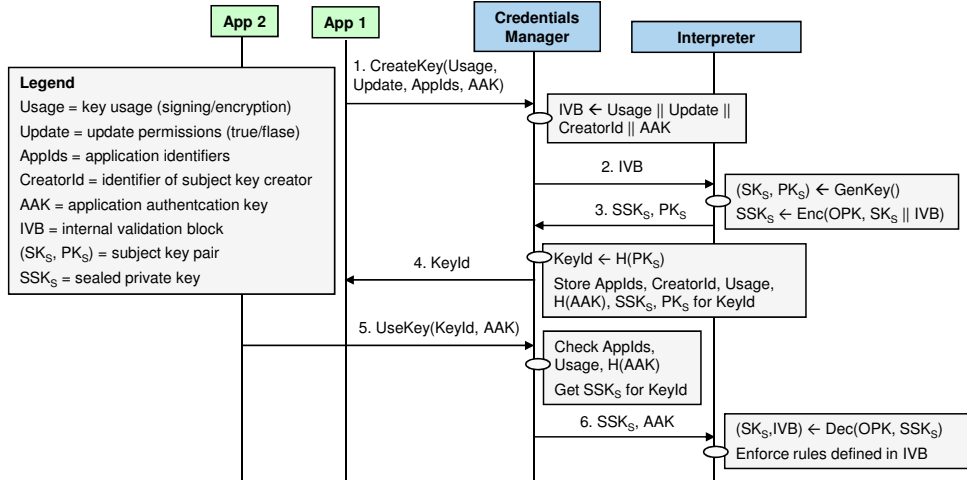 App 2
App 1
Credentials
Manager
Interpreter
1. CreateKey(Usage,
Update, AppIds, AAK)
Legend
Usage = key usage (signing/encryption)
Update = update permissions (true/flase)
AppIds = application identifiers
CreatorId = identifier of subject key creator
AAK = application authentcation key
IVB = internal validation block
(SKS, PKS) = subject key pair
SSKS = sealed private key
IVB ← Usage || Update ||
CreatorId || AAK
2. IVB
(SKS, PKS) ← GenKey()
SSKS ← Enc(OPK, SKS || IVB)
3. SSKS, PKS
4. KeyId
KeyId ← H(PKS)
Store AppIds, CreatorId, Usage,
H(AAK), SSKS, PKS for KeyId
5. UseKey(KeyId, AAK)
Check AppIds,
Usage, H(AAK)
Get SSKS for KeyId
6. SSKS, AAK
(SKS,IVB) ← Dec(OPK, SSKS)
Enforce rules defined in IVB